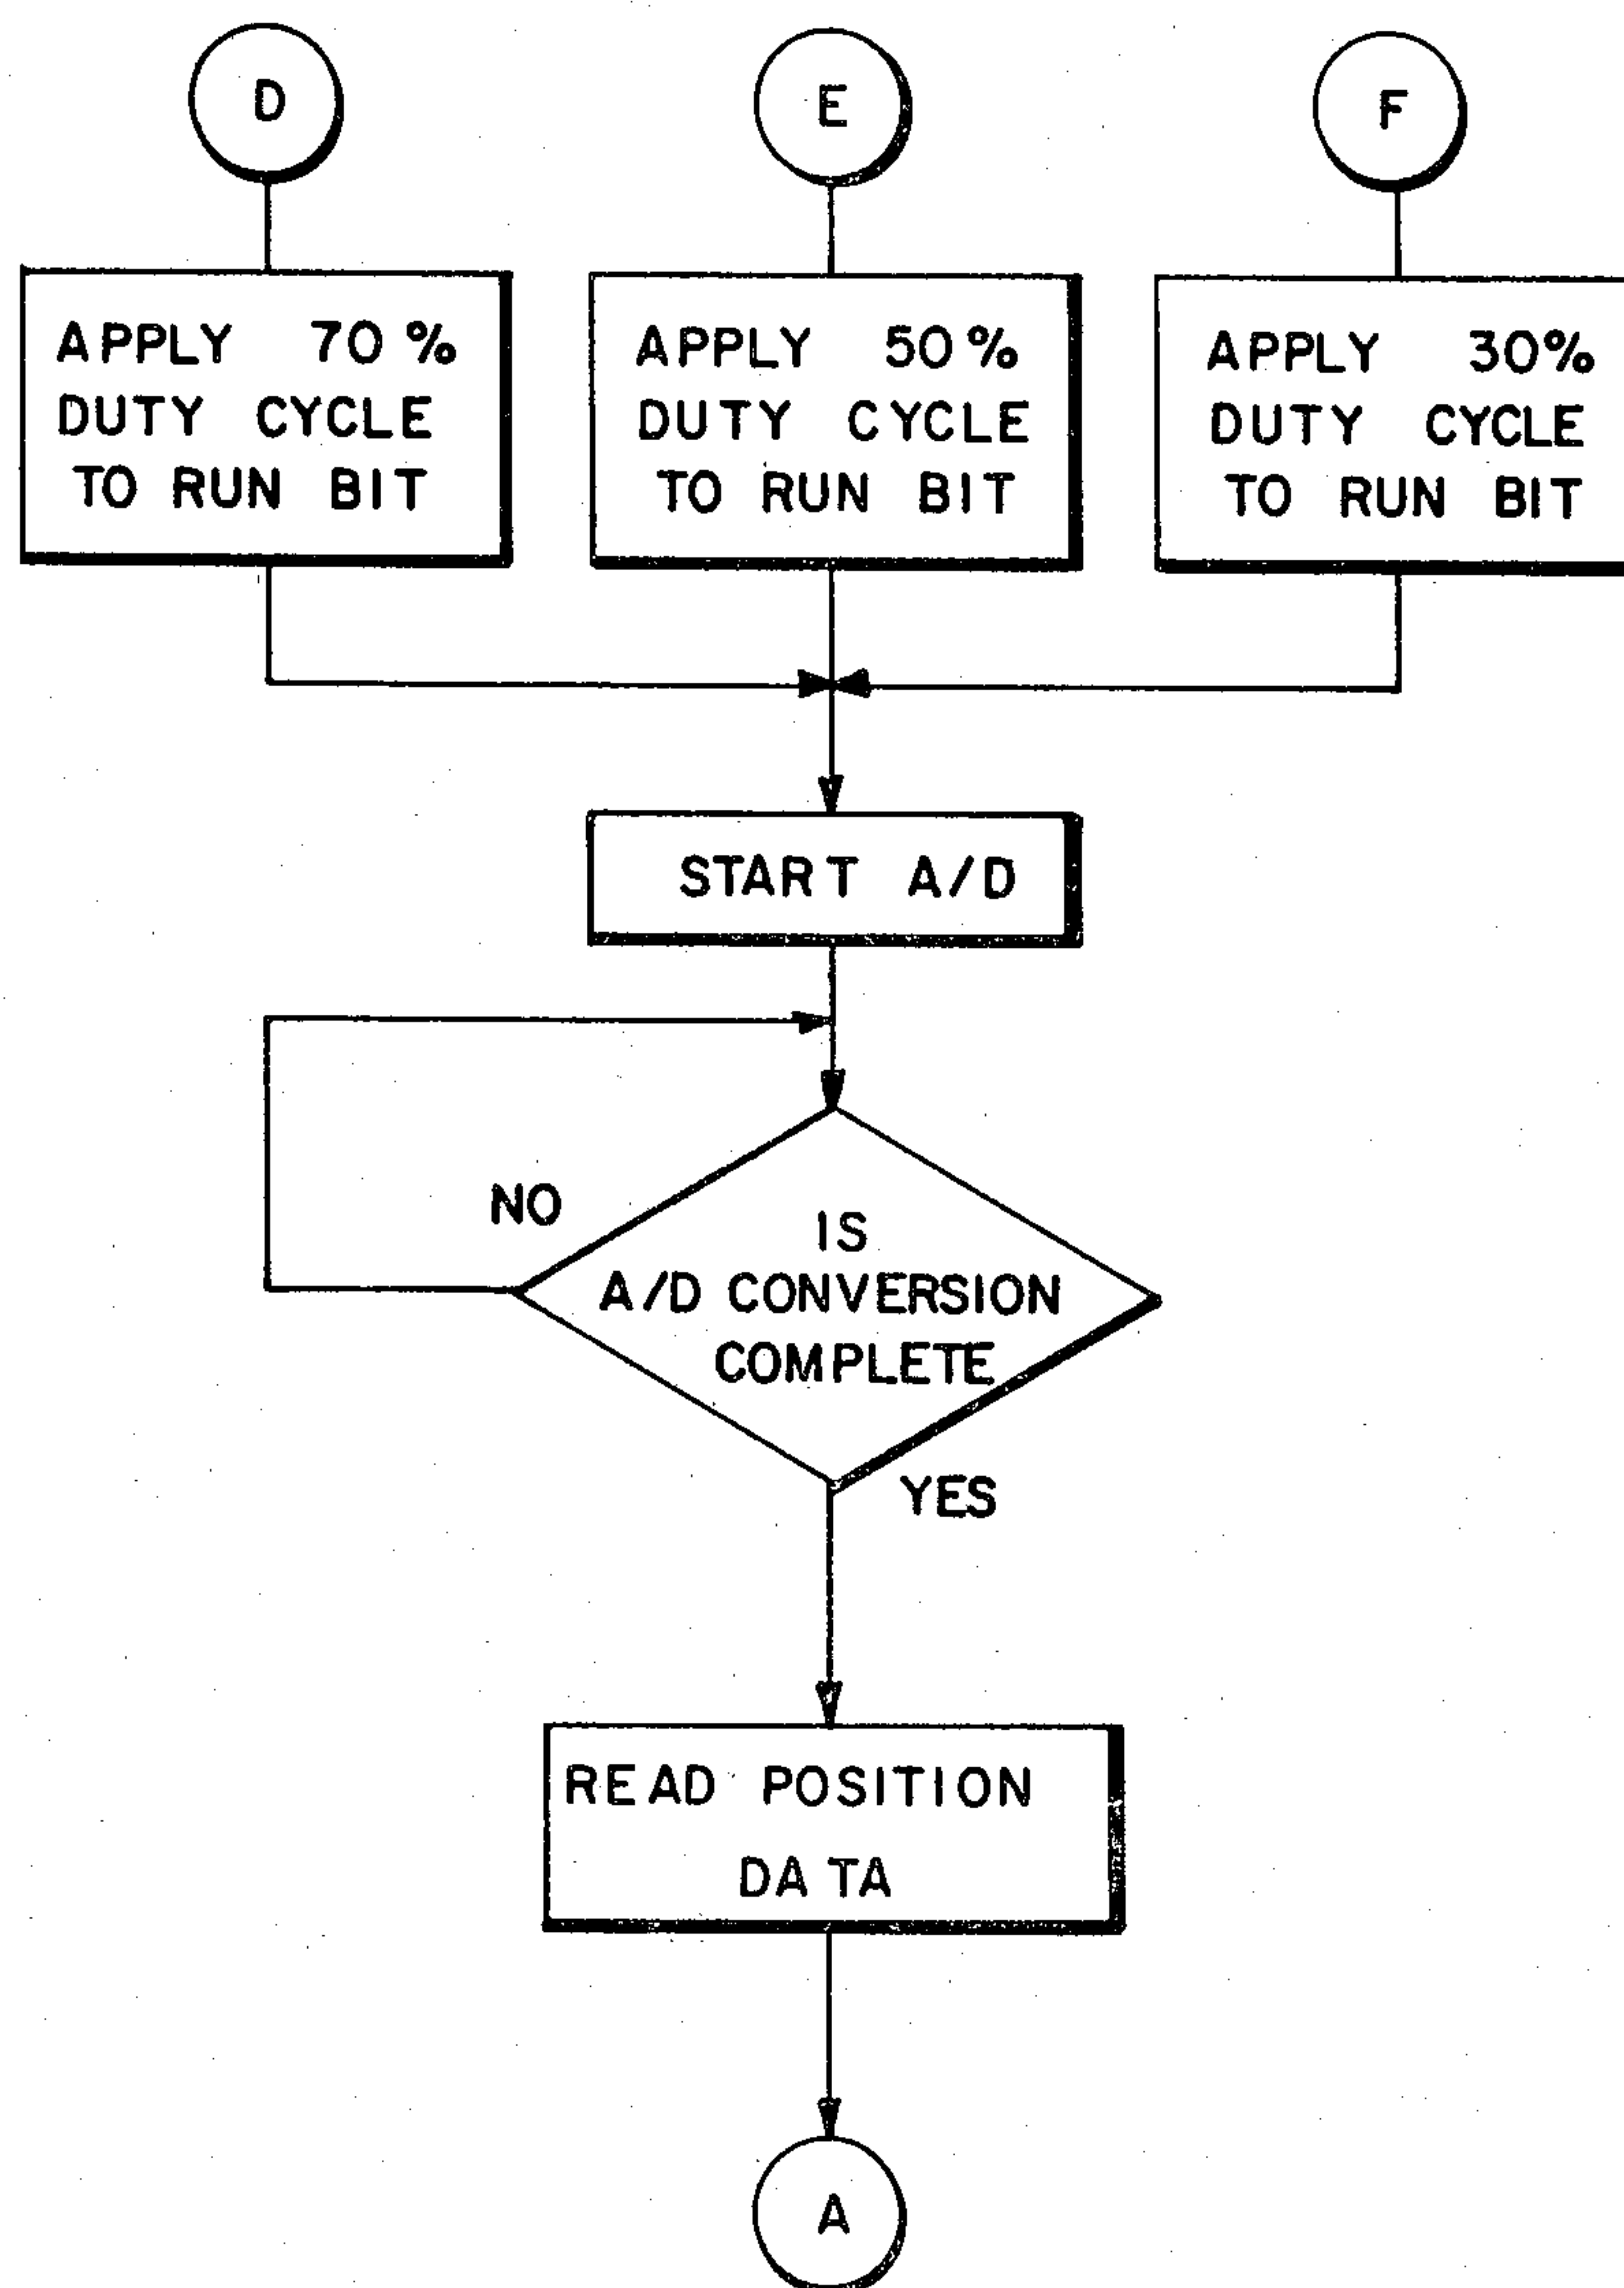 D
E
F
APPLY 70%
DUTY CYCLE
TO RUN BIT
APPLY 50%
DUTY CYCLE
TO RUN BIT
APPLY 30%
DUTY CYCLE
TO RUN BIT
START A/D
NO
IS
A/D CONVERSION
COMPLETE
YES
READ POSITION
DATA
A